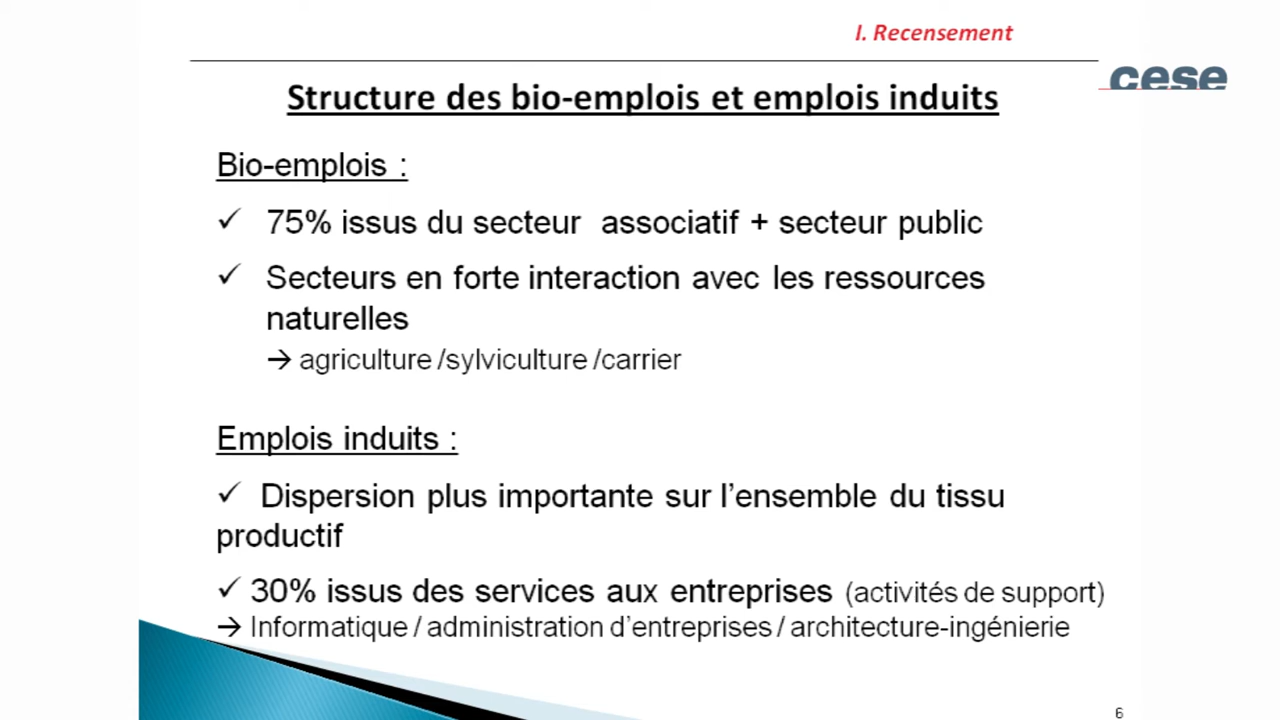 I. Recensement
cese
Structure des bio-emplois et emplois induits
Bio-emplois :
✓ 75% issus du secteur associatif + secteur public
✓ Secteurs en forte interaction avec les ressources
naturelles
→ agriculture /sylviculture /carrier
Emplois induits :
✓ Dispersion plus importante sur l’ensemble du tissu
productif
✓ 30% issus des services aux entreprises (activités de support)
→ Informatique / administration d’entreprises / architecture-ingénierie
6